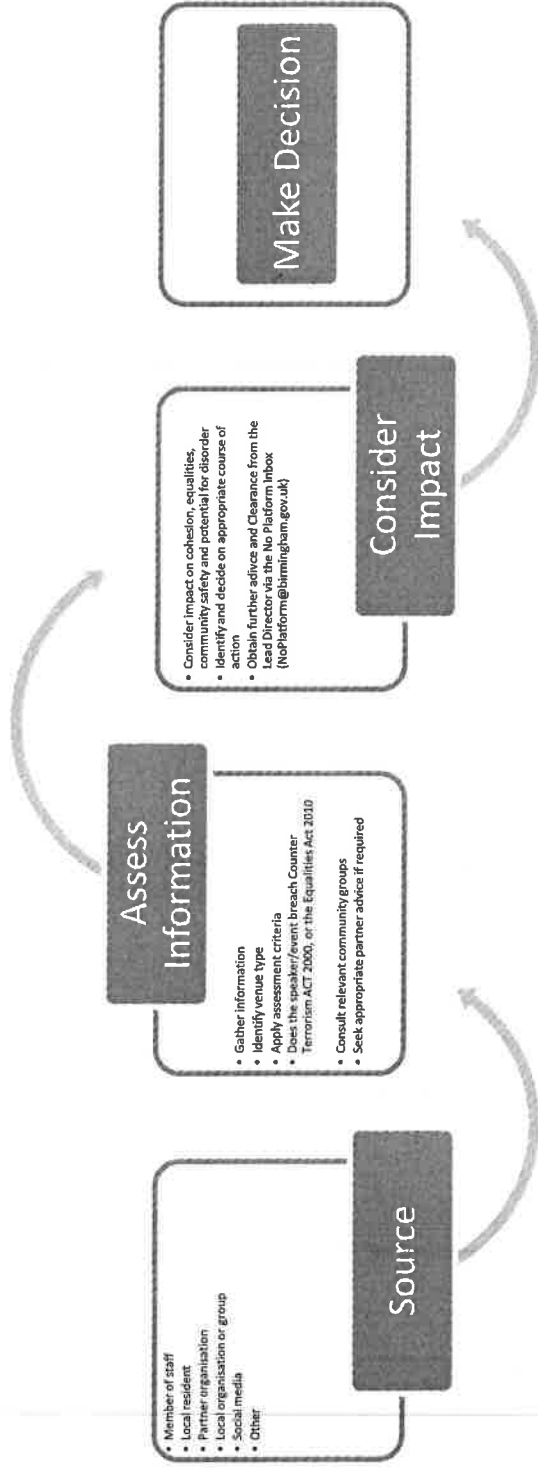 • Member of staff
• Local resident
• Partner organisation
• Local organisation or group
• Social media
• Other
Source
Assess
Information
• Gather information
• Identify venue type
• Apply assessment criteria
• Does the speaker/event breach Counter
Terrorism ACT 2000, or the Equalities Act 2010
• Consult relevant community groups
• Seek appropriate partner advice if required
• Consider impact on cohesion, equalities,
community safety and potential for disorder
• Identify and decide on appropriate course of
action
• Obtain further adivce and Clearance from the
Lead Director via the No Platform Inbox
(NoPlatform@birmingham.gov.uk)
Consider
Impact
Make Decision